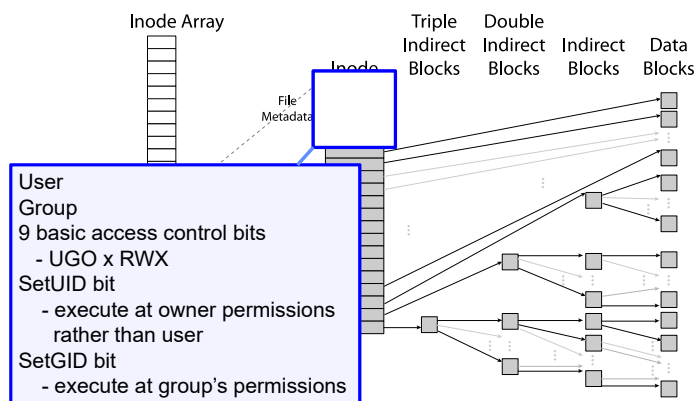 Inode Array
Triple
Indirect
Blocks
Double
Indirect
Blocks
Indirect Blocks
Data
Blocks
Inode
File
Metadata
User
Group
9 basic access control bits
- UGO x RWX
SetUID bit
- execute at owner permissions
rather than user
SetGID bit
- execute at group's permissions